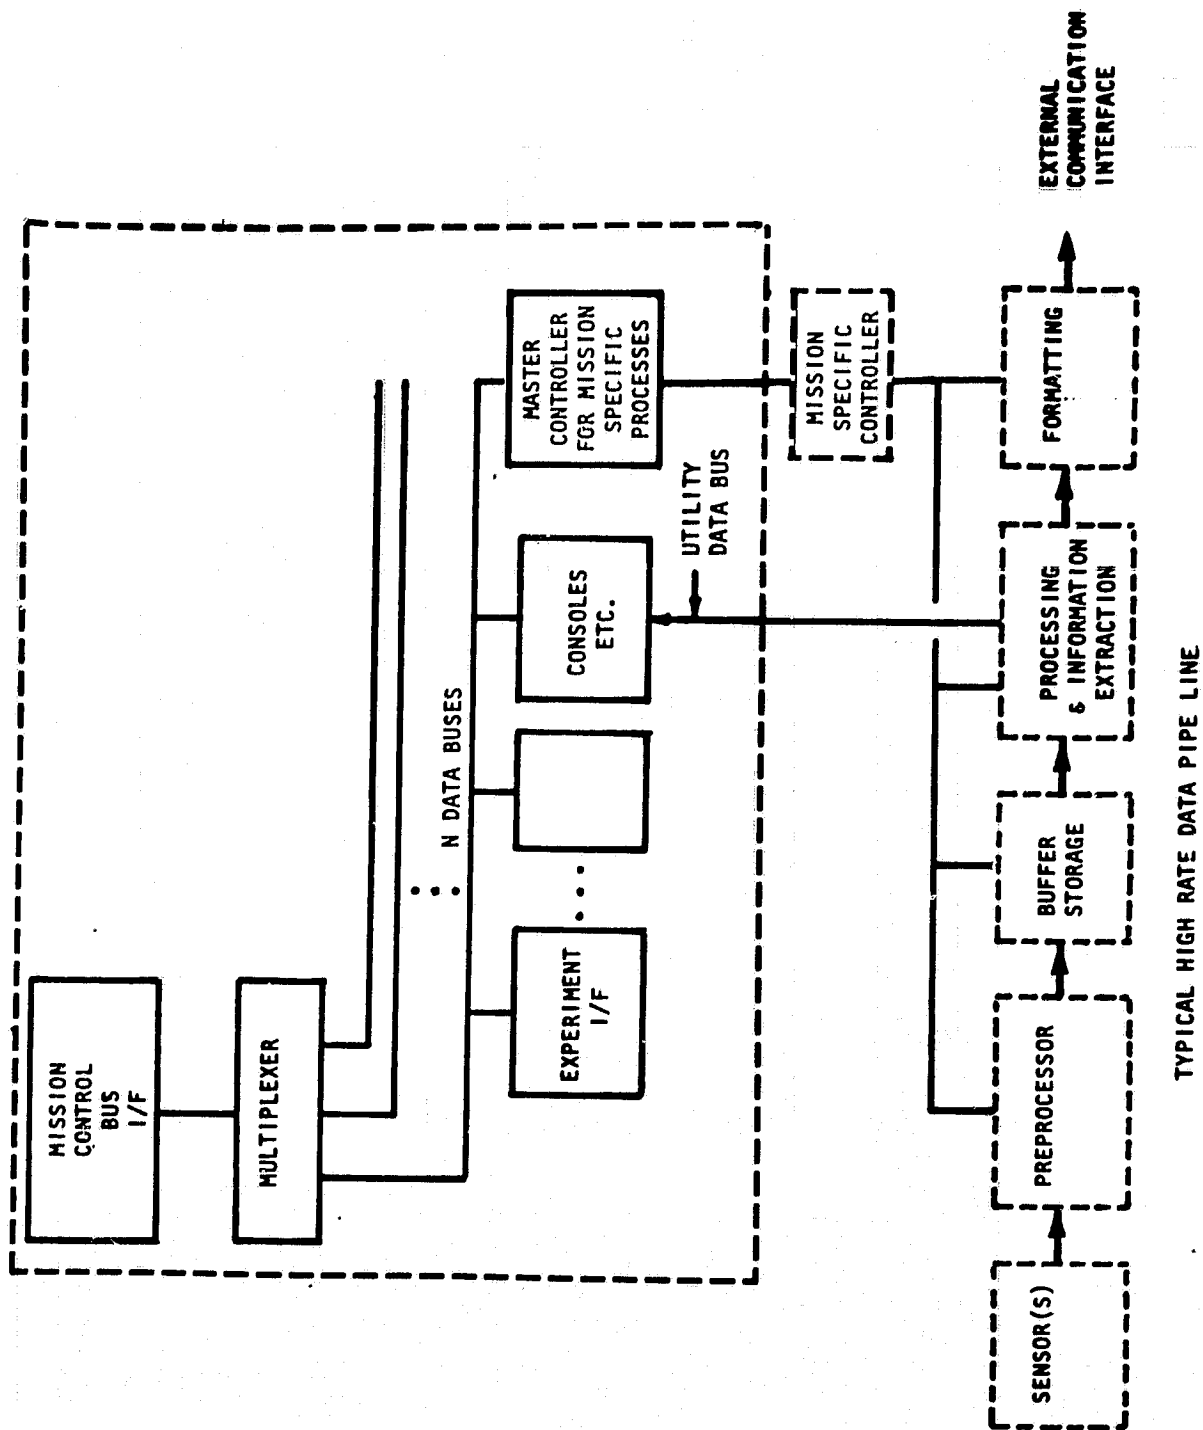 MISSION
CONTROL
BUS
I/F
MULTIPLEXER
N DATA BUSES
EXPERIMENT
I/F
CONSOLES
ETC.
MASTER
CONTROLLER
FOR MISSION
SPECIFIC
PROCESSES
UTILITY
DATA BUS
MISSION
SPECIFIC
CONTROLLER
SENSOR(S)
PREPROCESSOR
BUFFER
STORAGE
PROCESSING
& INFORMATION
EXTRACTION
FORMATTING
EXTERNAL
COMMUNICATION
INTERFACE
TYPICAL HIGH RATE DATA PIPE LINE